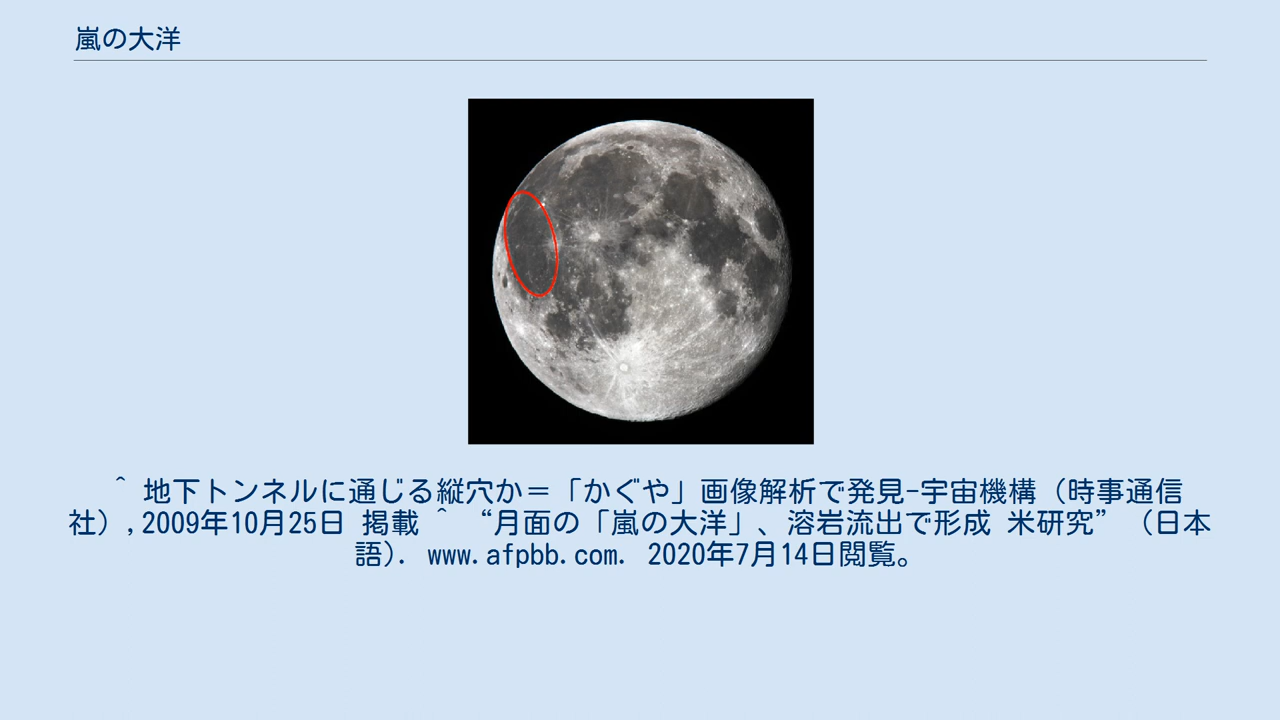 嵐の大洋
^ 地下トンネルに通じる縦穴か＝「かぐや」画像解析で発見-宇宙機構（時事通信
社）,2009年10月25日 掲載 ^ “月面の「嵐の大洋」、溶岩流出で形成 米研究” （日本
語). www.afpbb.com. 2020年7月14日閲覧。